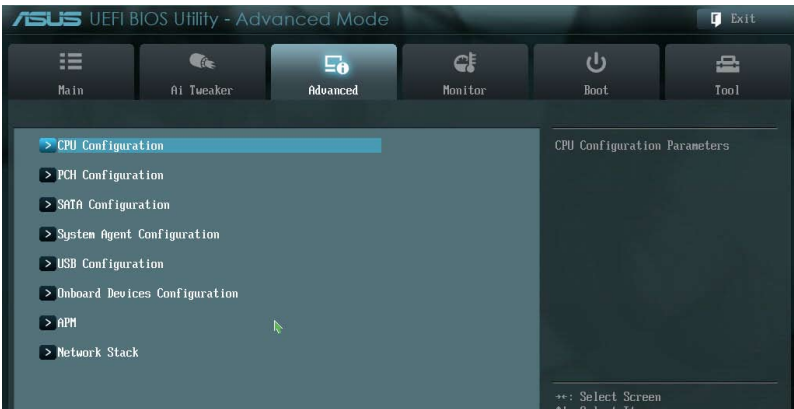 ASUS UEFI BIOS Utility - Advanced Mode
Exit
Main
Ai Tweaker
Advanced
Monitor
Boot
Tool
> CPU Configuration
CPU Configuration Parameters
> PCH Configuration
> SATA Configuration
> System Agent Configuration
> USB Configuration
> Onboard Devices Configuration
> APM
> Network Stack
→←: Select Screen